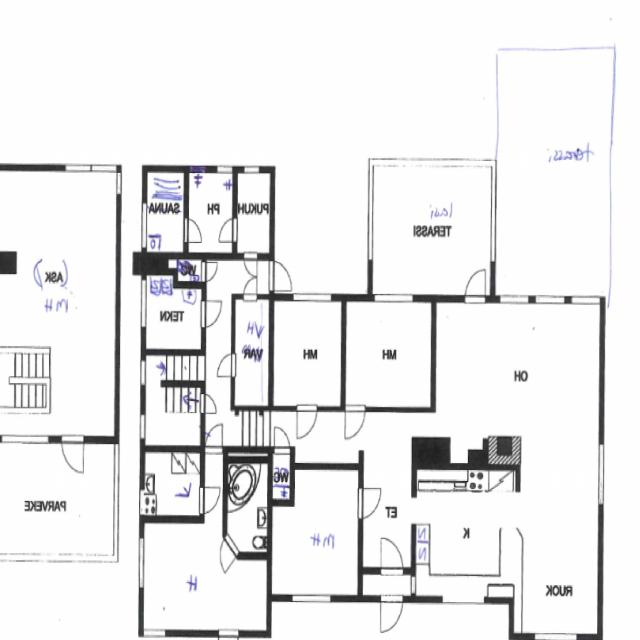 terassi
lasi
TERASSI
SAUNA
PH
PUKUH
WC
(ASK)
MH
TEKN
VH
VAR
MH
MH
OH
WC
PARVEKE
ET
K
MH
H
RUOK